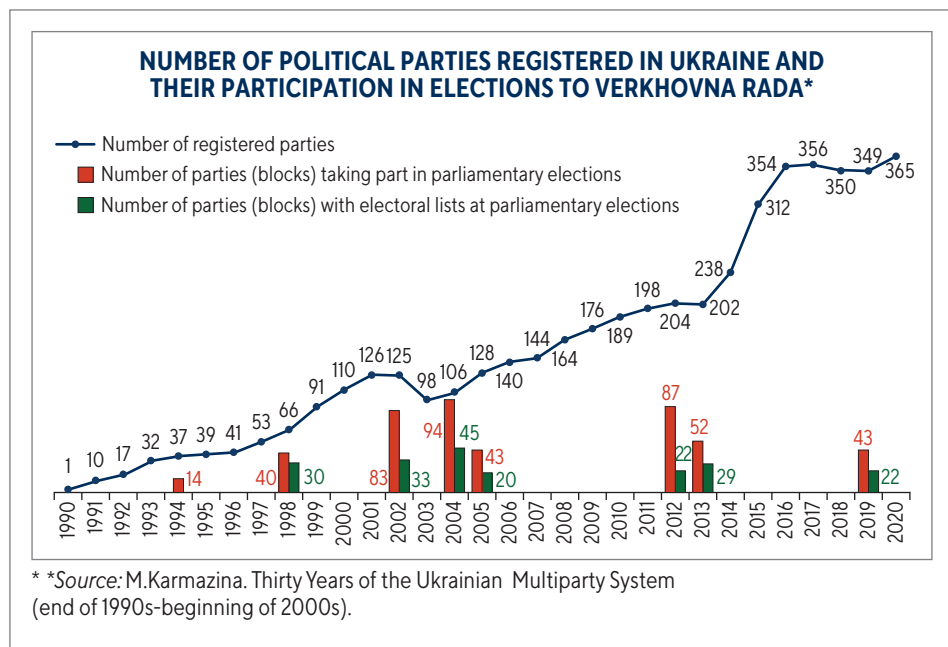 NUMBER OF POLITICAL PARTIES REGISTERED IN UKRAINE AND
THEIR PARTICIPATION IN ELECTIONS TO VERKHOVNA RADA*
Number of registered parties
Number of parties (blocks) taking part in parliamentary elections
Number of parties (blocks) with electoral lists at parliamentary elections
1 10 17 32 37 39 41 53 66 91 110 126 125 98 106 128 140 144 164 176 189 198 204 202 238 312 354 356 350 349 365
14 40 30 83 33 94 45 43 20 87 22 52 29 43 22
1990 1991 1992 1993 1994 1995 1996 1997 1998 1999 2000 2001 2002 2003 2004 2005 2006 2007 2008 2009 2010 2011 2012 2013 2014 2015 2016 2017 2018 2019 2020
* *Source: M.Karmazina. Thirty Years of the Ukrainian Multiparty System
(end of 1990s-beginning of 2000s).